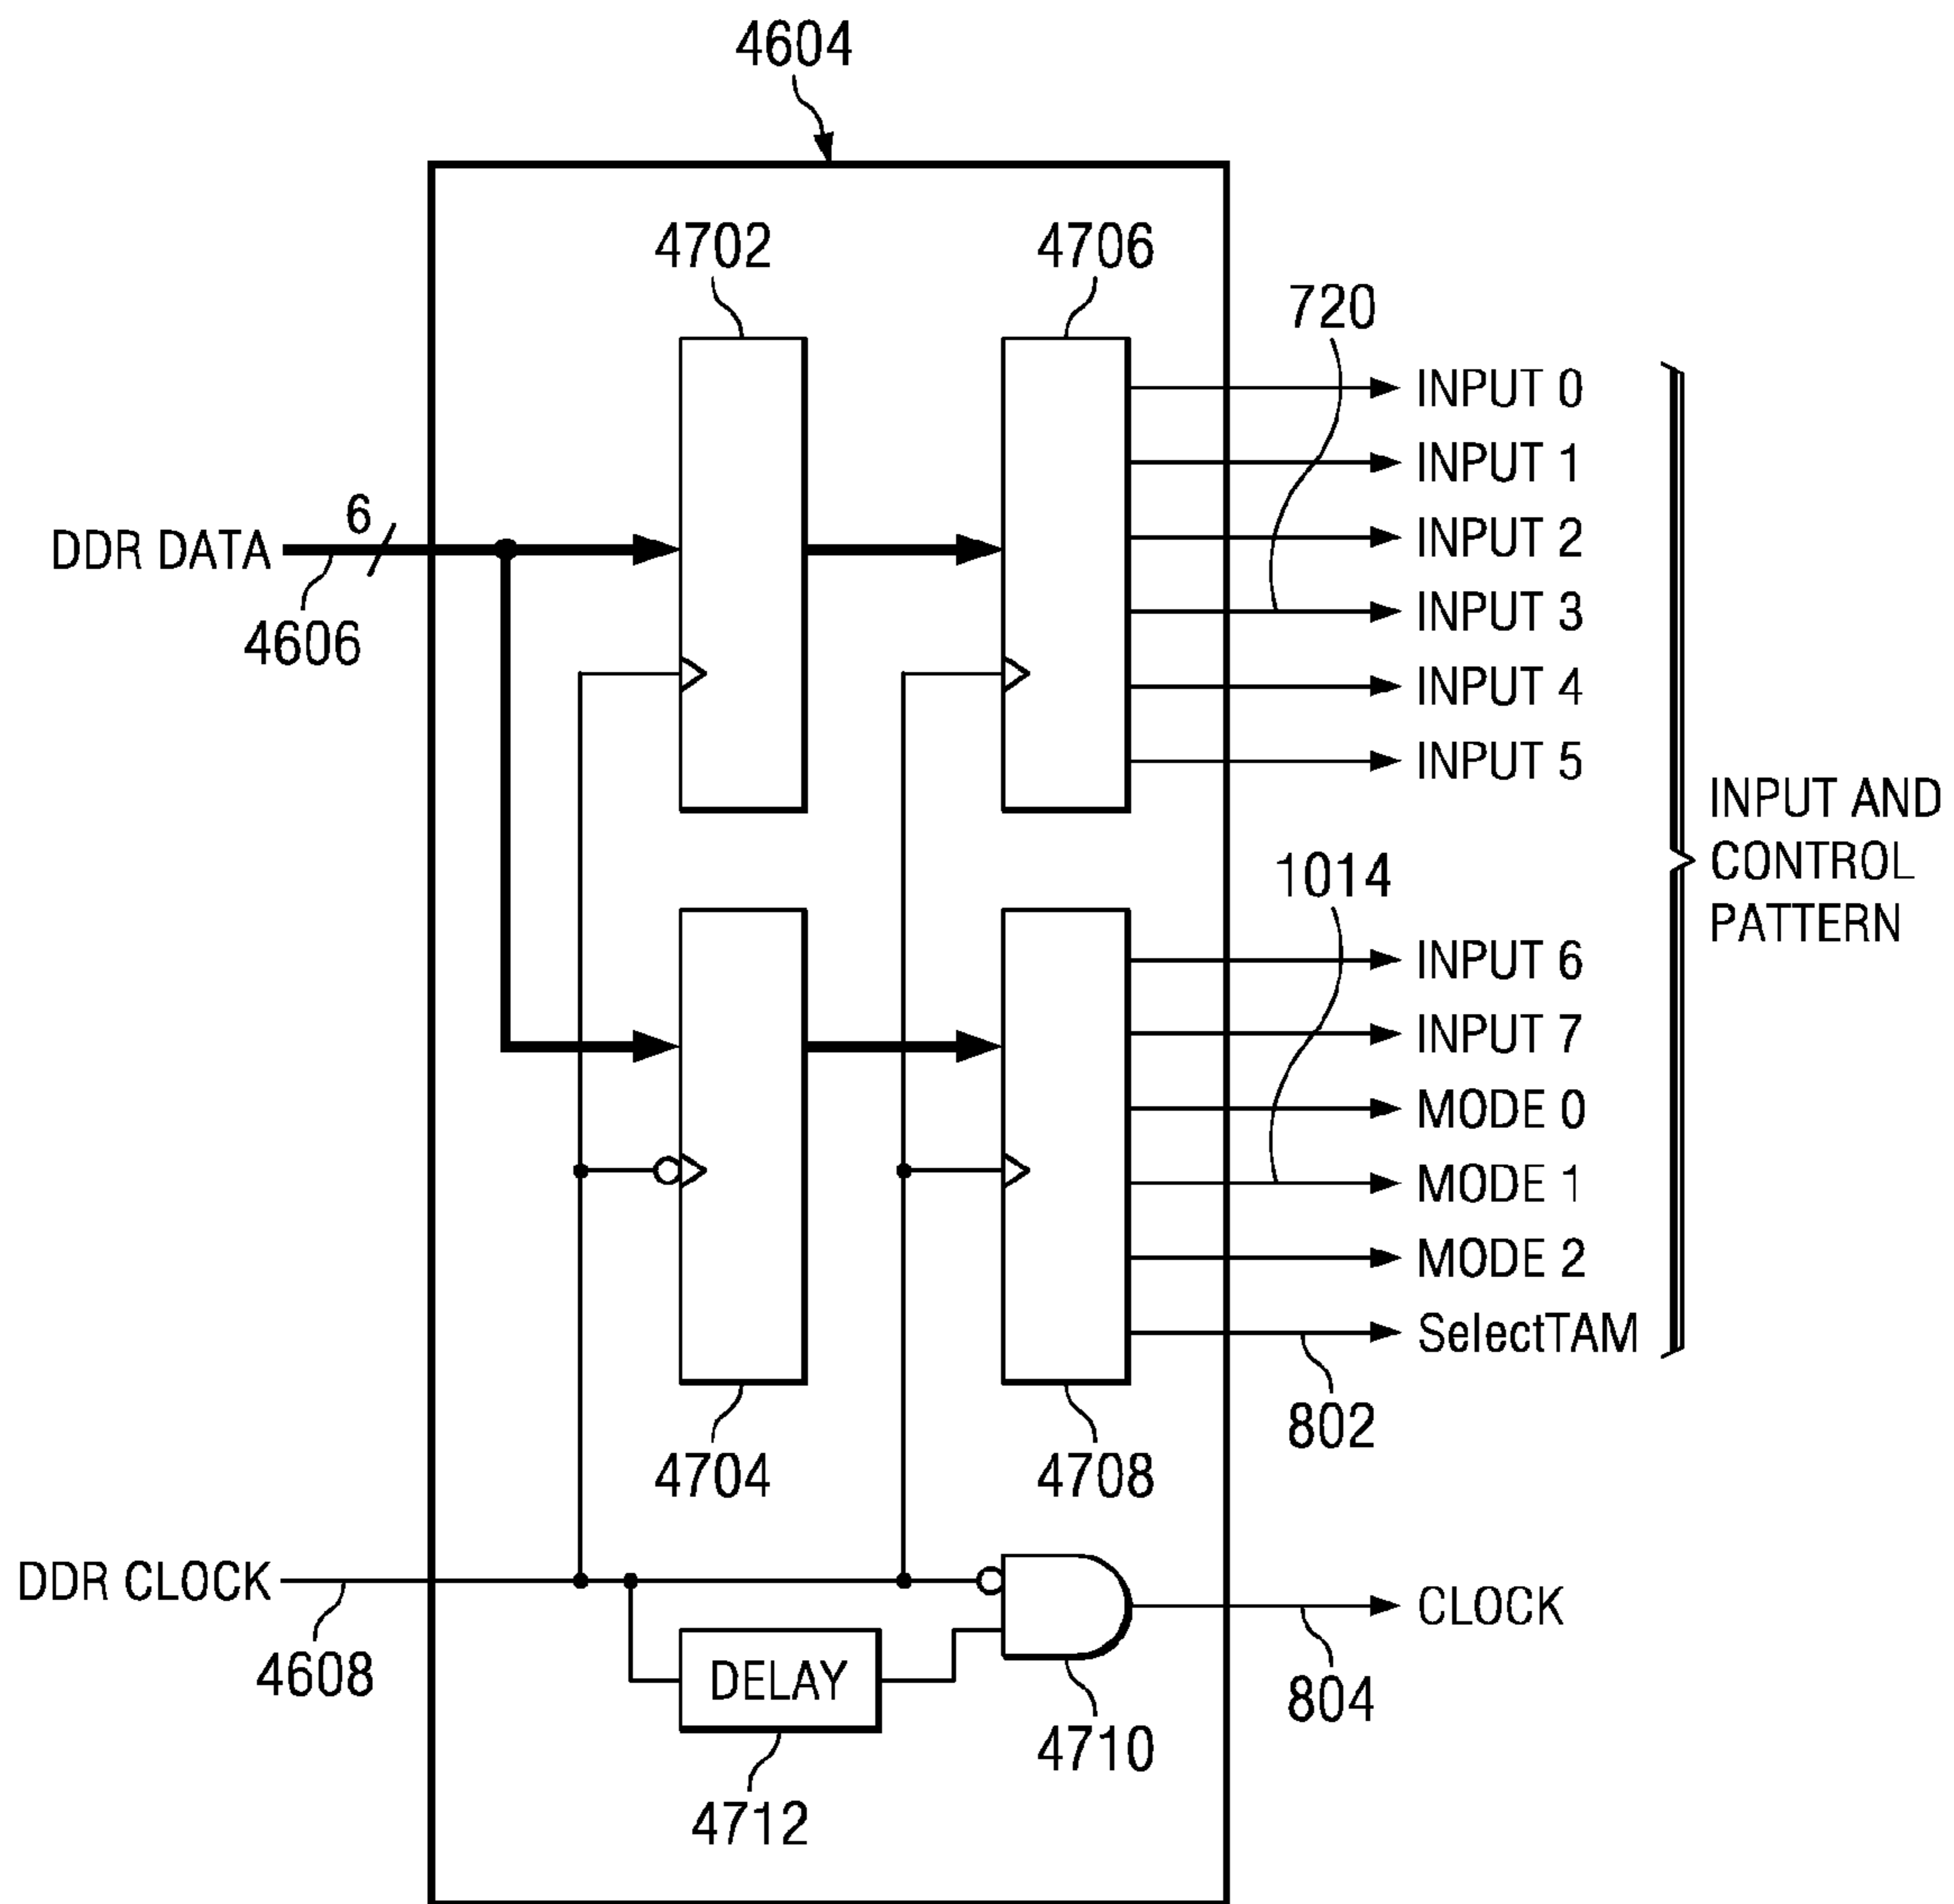 4604
4702
4706
720
INPUT 0
INPUT 1
INPUT 2
INPUT 3
INPUT 4
INPUT 5
6
DDR DATA
4606
INPUT AND
CONTROL
PATTERN
1014
INPUT 6
INPUT 7
MODE 0
MODE 1
MODE 2
SelectTAM
802
4704
4708
DDR CLOCK
4608
DELAY
CLOCK
804
4710
4712